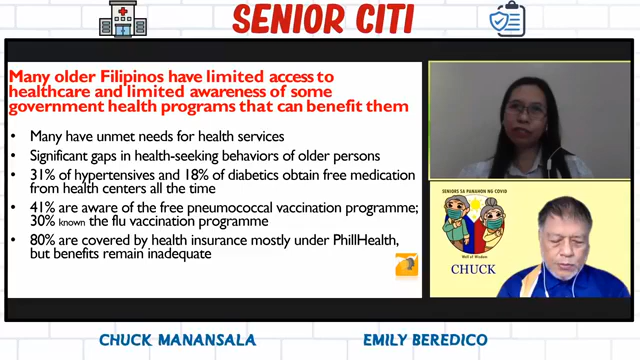 SENIOR CITI
Many older Filipinos have limited access to
healthcare and limited awareness of some
government health programs that can benefit them
• Many have unmet needs for health services
• Significant gaps in health-seeking behaviors of older persons
• 31% of hypertensives and 18% of diabetics obtain free medication
from health centers all the time
• 41% are aware of the free pneumococcal vaccination programme;
30% known the flu vaccination programme
• 80% are covered by health insurance mostly under PhillHealth,
but benefits remain inadequate
SENIORS SA PANAHON NG COVID
Well of Wisdom
CHUCK
CHUCK MANANSALA
EMILY BEREDICO